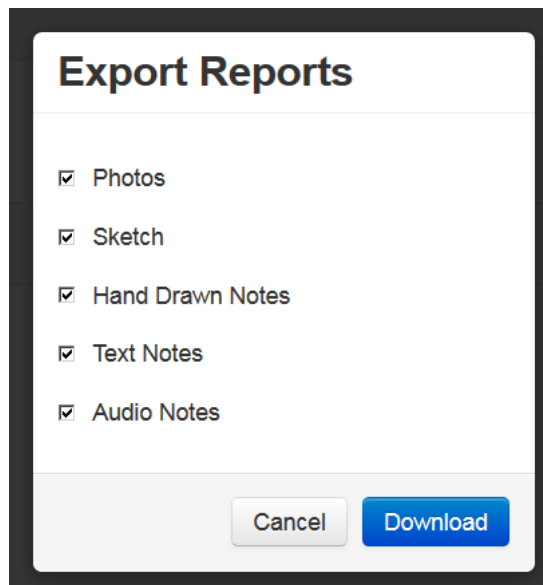 Export Reports
Photos
Sketch
Hand Drawn Notes
Text Notes
Audio Notes
Cancel Download